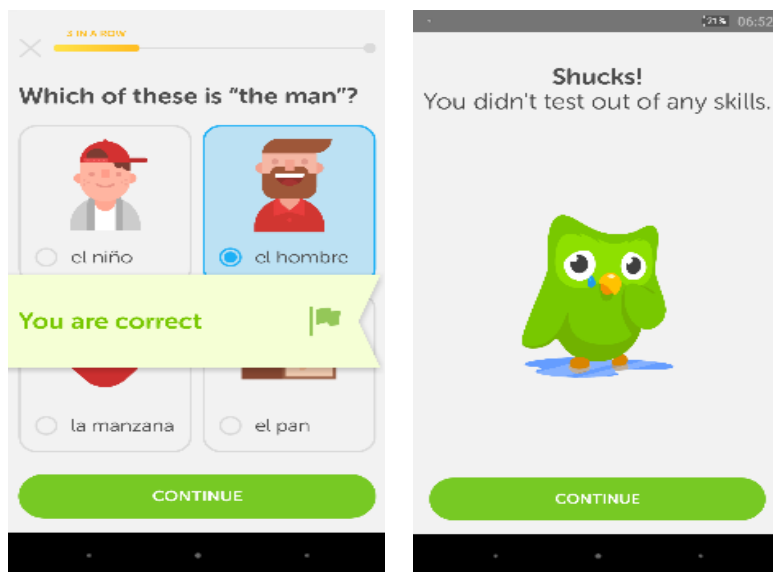 3 IN A ROW
Which of these is “the man”?
el niño
el hombre
You are correct
la manzana
el pan
CONTINUE
21% 06:52
Shucks!
You didn't test out of any skills.
CONTINUE